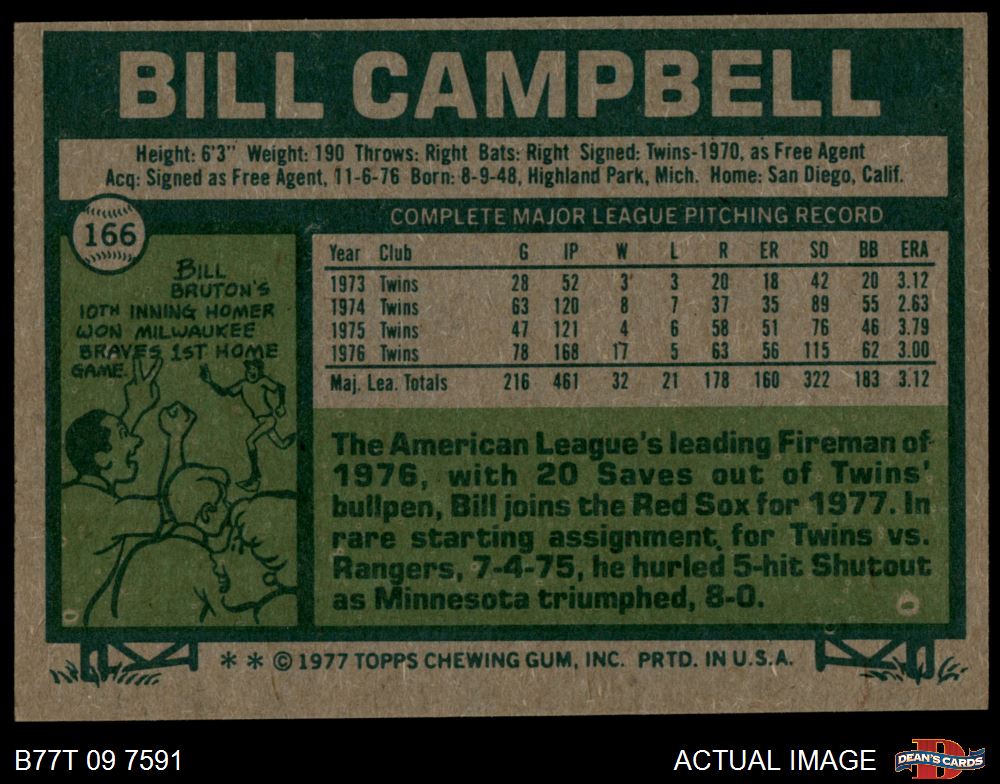 BILL CAMPBELL
Height: 6'3" Weight: 190 Throws: Right Bats: Right Signed: Twins-1970, as Free Agent
Acq: Signed as Free Agent, 11-6-76 Born: 8-9-48, Highland Park, Mich. Home: San Diego, Calif.
166
BILL
BRUTON'S
10TH INNING HOMER
WON MILWAUKEE
BRAVES 1ST HOME
GAME.
COMPLETE MAJOR LEAGUE PITCHING RECORD
Year Club G IP W L R ER SO BB ERA
1973 Twins 28 52 3 3 20 18 42 20 3.12
1974 Twins 63 120 8 7 37 35 89 55 2.63
1975 Twins 47 121 4 6 58 51 76 46 3.79
1976 Twins 78 168 17 5 63 56 115 62 3.00
Maj. Lea. Totals 216 461 32 21 178 160 322 183 3.12
The American League's leading Fireman of
1976, with 20 Saves out of Twins'
bullpen, Bill joins the Red Sox for 1977. In
rare starting assignment for Twins vs.
Rangers, 7-4-75, he hurled 5-hit Shutout
as Minnesota triumphed, 8-0.
* * © 1977 TOPPS CHEWING GUM, INC. PRTD. IN U.S.A.
B77T 09 7591
ACTUAL IMAGE
D
DEAN'S CARDS